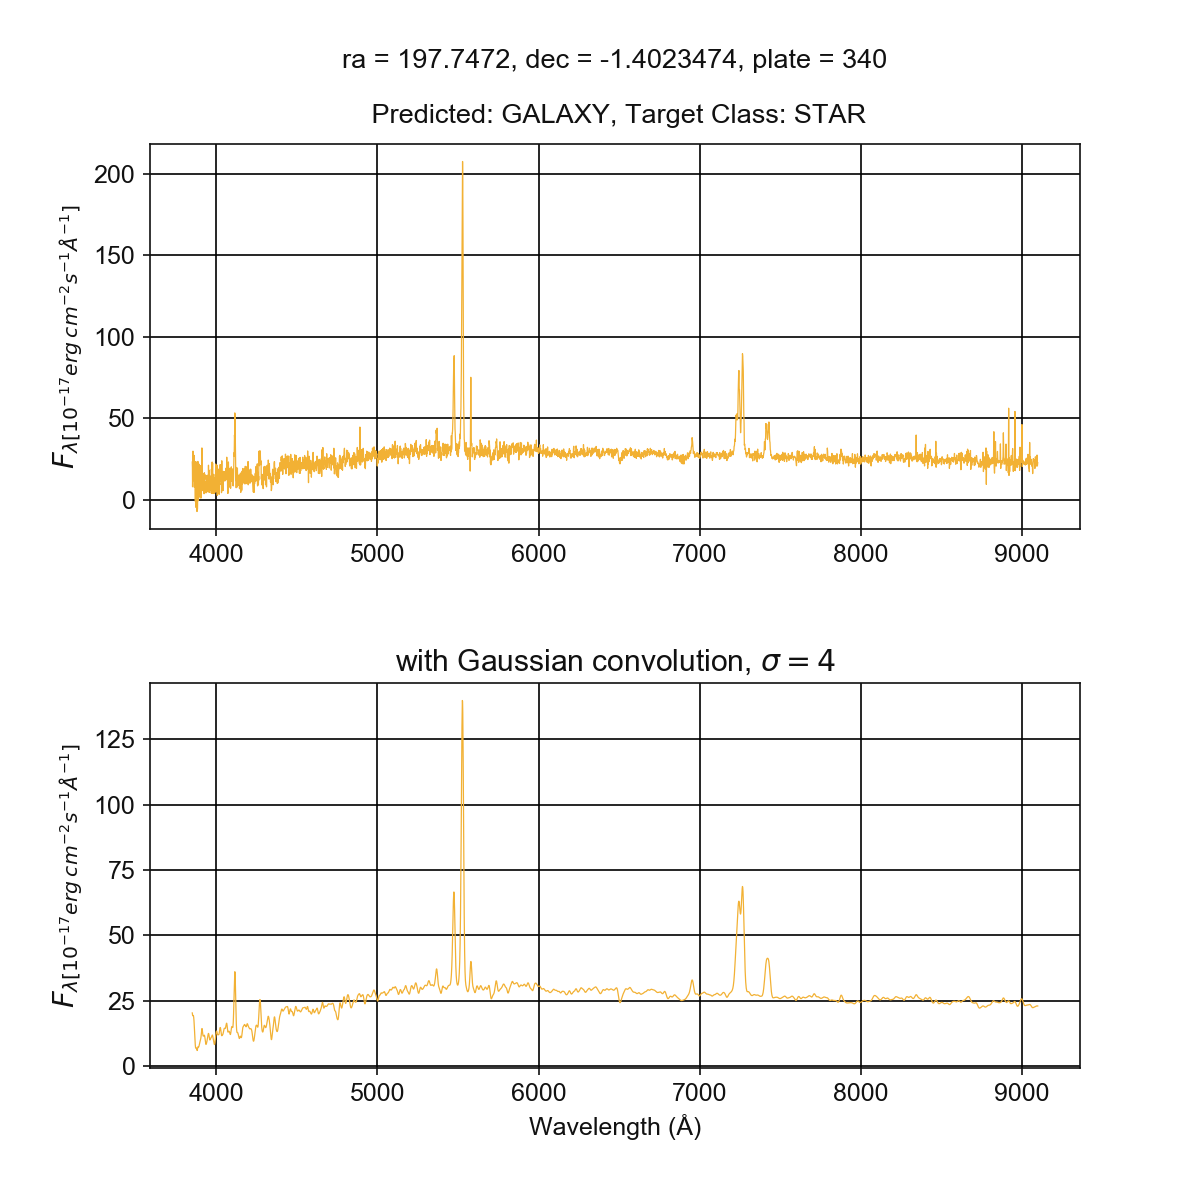 ra = 197.7472, dec = -1.4023474, plate = 340
Predicted: GALAXY, Target Class: STAR
F_λ[10⁻¹⁷erg cm⁻²s⁻¹Å⁻¹]
200
150
100
50
0
4000 5000 6000 7000 8000 9000
with Gaussian convolution, σ = 4
F_λ[10⁻¹⁷erg cm⁻²s⁻¹Å⁻¹]
125
100
75
50
25
0
4000 5000 6000 7000 8000 9000
Wavelength (Å)